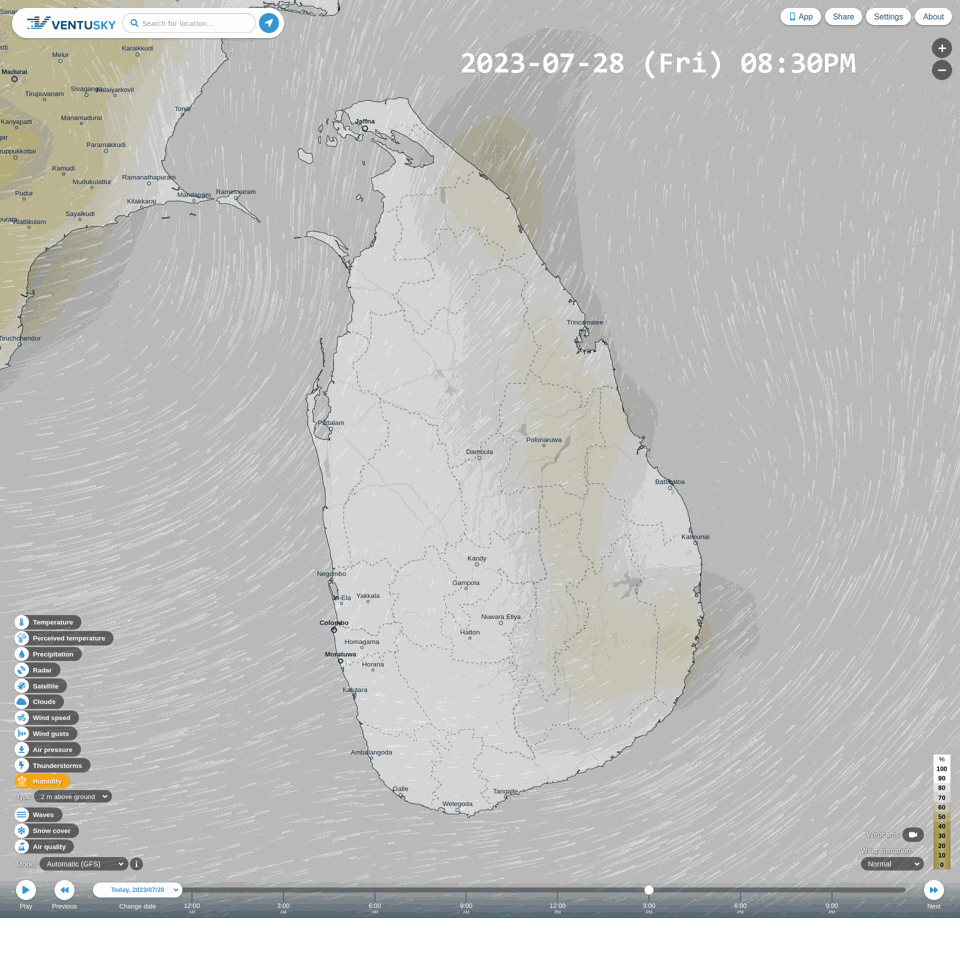 VENTUSKY
Search for location...
App
Share
Settings
About
2023-07-28 (Fri) 08:30PM
Karaikkudi
Meiur
Madurai
Tirupuvanam
Sivaganga
Kalaiyarkovil
Tondi
Kariyapatti
Manamadurai
Jaffna
Paramakkudi
Kamudi
Ramanathapuram
Mudukulattur
Mandapam
Rameswaram
Pudur
Kilakkarai
Sayalkudi
Vilattikulam
Tiruchchendur
Trincomalee
Puttalam
Polonaruwa
Dambula
Batticaloa
Kalmunai
Kandy
Negombo
Gampola
Ja-Ela
Yakkala
Nuwara Eliya
Colombo
Hatton
Homagama
Moratuwa
Horana
Kalutara
Ambalangoda
Galle
Tangalle
Welegoda
Temperature
Perceived temperature
Precipitation
Radar
Satellite
Clouds
Wind speed
Wind gusts
Air pressure
Thunderstorms
Humidity
Type
2 m above ground
Waves
Snow cover
Air quality
Model
Automatic (GFS)
i
%
100
90
80
70
60
50
40
30
20
10
0
Webcams
Wind animation:
Normal
Play
Previous
Today, 2023/07/28
Change date
12:00
AM
3:00
AM
6:00
AM
9:00
AM
12:00
PM
3:00
PM
6:00
PM
9:00
PM
Next